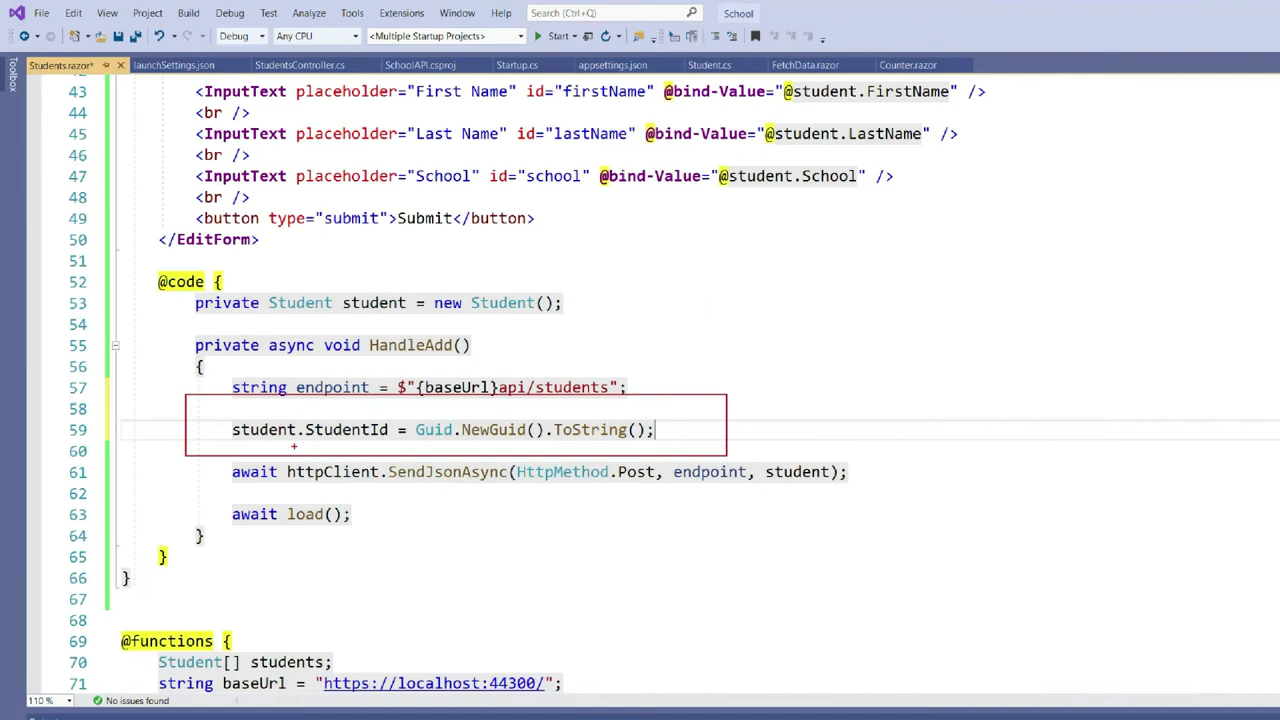 File Edit View Project Build Debug Test Analyze Tools Extensions Window Help Search (Ctrl+Q) School
Debug Any CPU <Multiple Startup Projects> Start
Students.razor* launchSettings.json StudentsController.cs SchoolAPI.csproj Startup.cs appsettings.json Student.cs FetchData.razor Counter.razor
Toolbox
43 <InputText placeholder="First Name" id="firstName" @bind-Value="@student.FirstName" />
44 <br />
45 <InputText placeholder="Last Name" id="lastName" @bind-Value="@student.LastName" />
46 <br />
47 <InputText placeholder="School" id="school" @bind-Value="@student.School" />
48 <br />
49 <button type="submit">Submit</button>
50 </EditForm>
51
52 @code {
53 private Student student = new Student();
54
55 private async void HandleAdd()
56 {
57 string endpoint = $"{baseUrl}api/students";
58
59 student.StudentId = Guid.NewGuid().ToString();
60
61 await httpClient.SendJsonAsync(HttpMethod.Post, endpoint, student);
62
63 await load();
64 }
65 }
66 }
67
68
69 @functions {
70 Student[] students;
71 string baseUrl = "https://localhost:44300/";
110 % No issues found